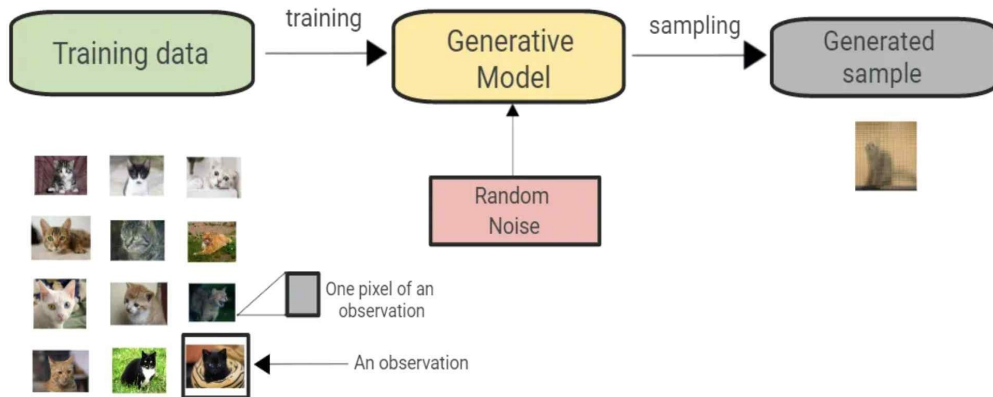 training
sampling
Training data
Generative
Model
Generated
sample
Random
Noise
One pixel of an
observation
An observation